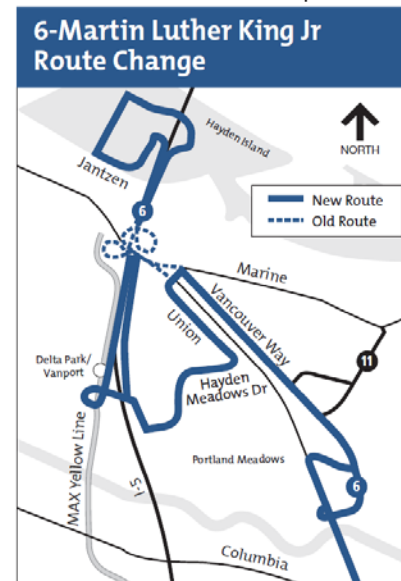 6-Martin Luther King Jr
Route Change
Hayden Island
NORTH
Jantzen
6
New Route
Old Route
Marine
Vancouver Way
Union
11
Delta Park/
Vanport
Hayden
Meadows Dr
MAX Yellow Line
Portland Meadows
6
I-5
Columbia